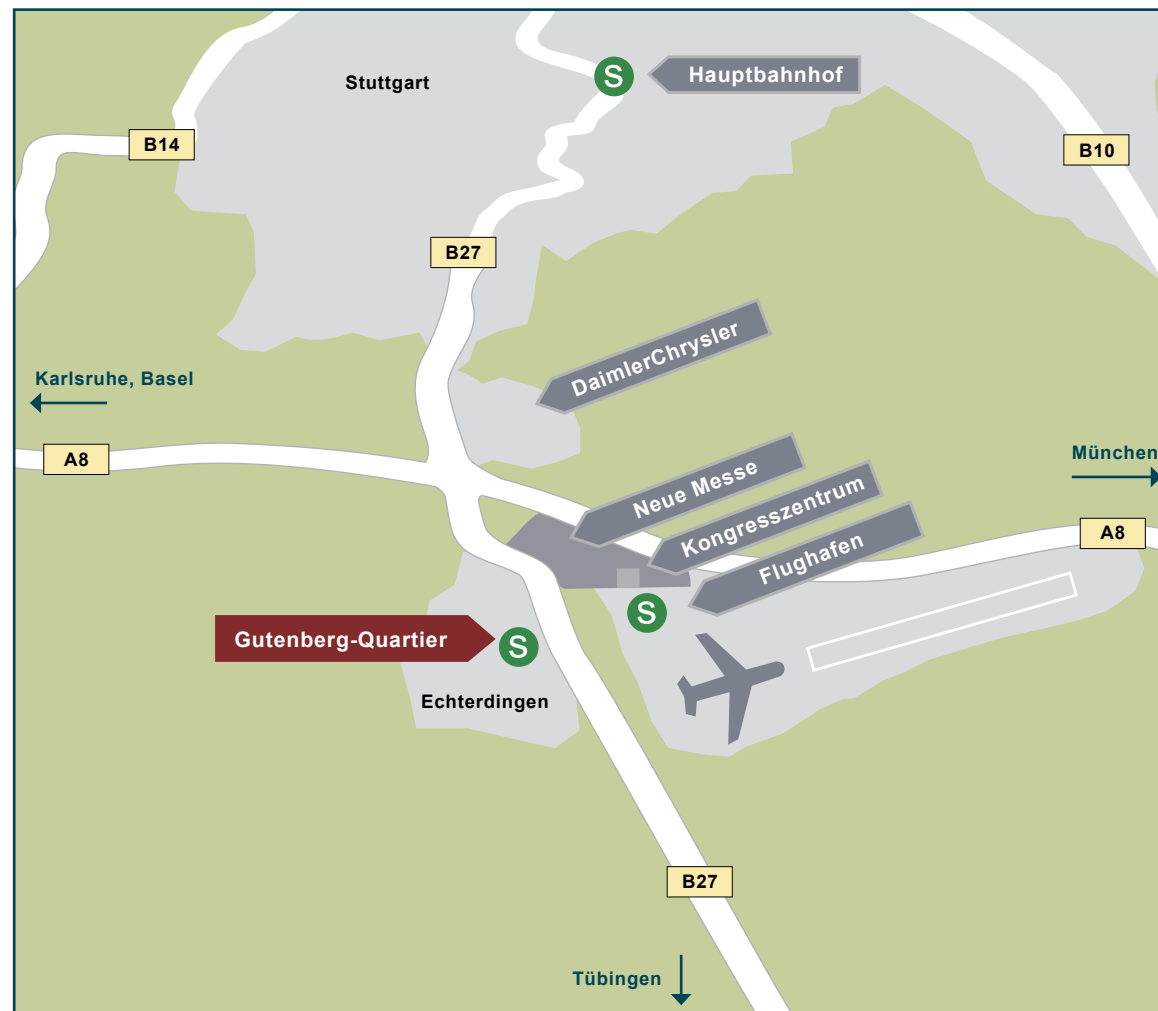 Stuttgart
S
Hauptbahnhof
B14
B10
B27
DaimlerChrysler
Karlsruhe, Basel
A8
München
Neue Messe
Kongresszentrum
Flughafen
A8
S
Gutenberg-Quartier
S
Echterdingen
B27
Tübingen